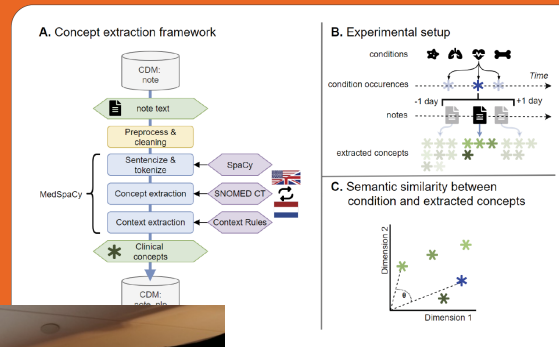 A. Concept extraction framework
CDM:
note
note text
Preprocess &
cleaning
Sentencize &
tokenize
SpaCy
MedSpaCy
Concept extraction
SNOMED CT
Context extraction
Context Rules
Clinical
concepts
CDM:
note_nlp
B. Experimental setup
conditions
condition occurences
Time
-1 day
+1 day
notes
extracted concepts
C. Semantic similarity between
condition and extracted concepts
Dimension 2
θ
Dimension 1